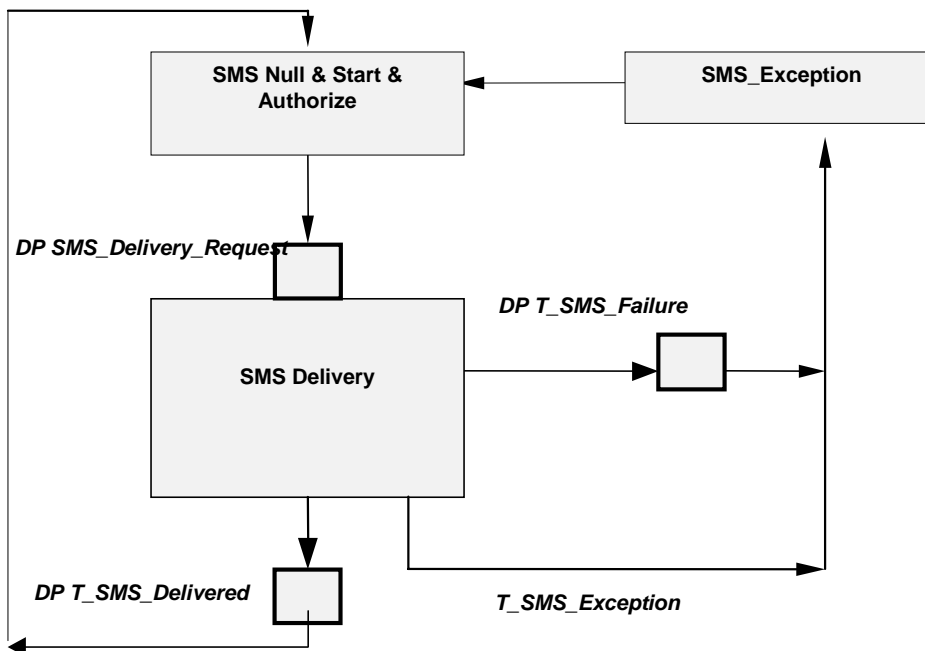 SMS Null & Start &
Authorize
SMS_Exception
DP SMS_Delivery_Request
DP T_SMS_Failure
SMS Delivery
DP T_SMS_Delivered
T_SMS_Exception